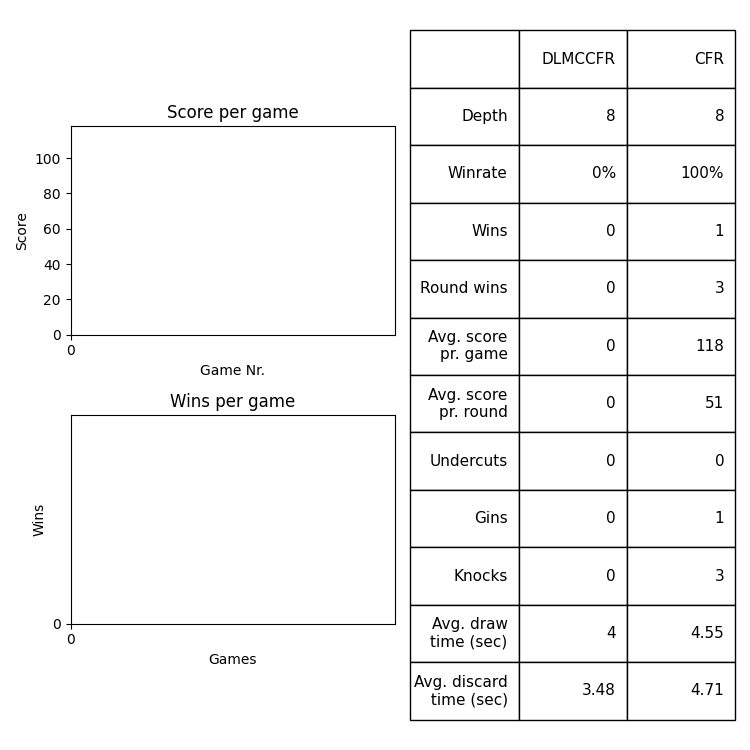 Score per game
100
80
60
40
20
0
Score
0
Game Nr.
Wins per game
Wins
0
0
Games
DLMCCFR CFR
Depth 8 8
Winrate 0% 100%
Wins 0 1
Round wins 0 3
Avg. score
pr. game 0 118
Avg. score
pr. round 0 51
Undercuts 0 0
Gins 0 1
Knocks 0 3
Avg. draw
time (sec) 4 4.55
Avg. discard
time (sec) 3.48 4.71